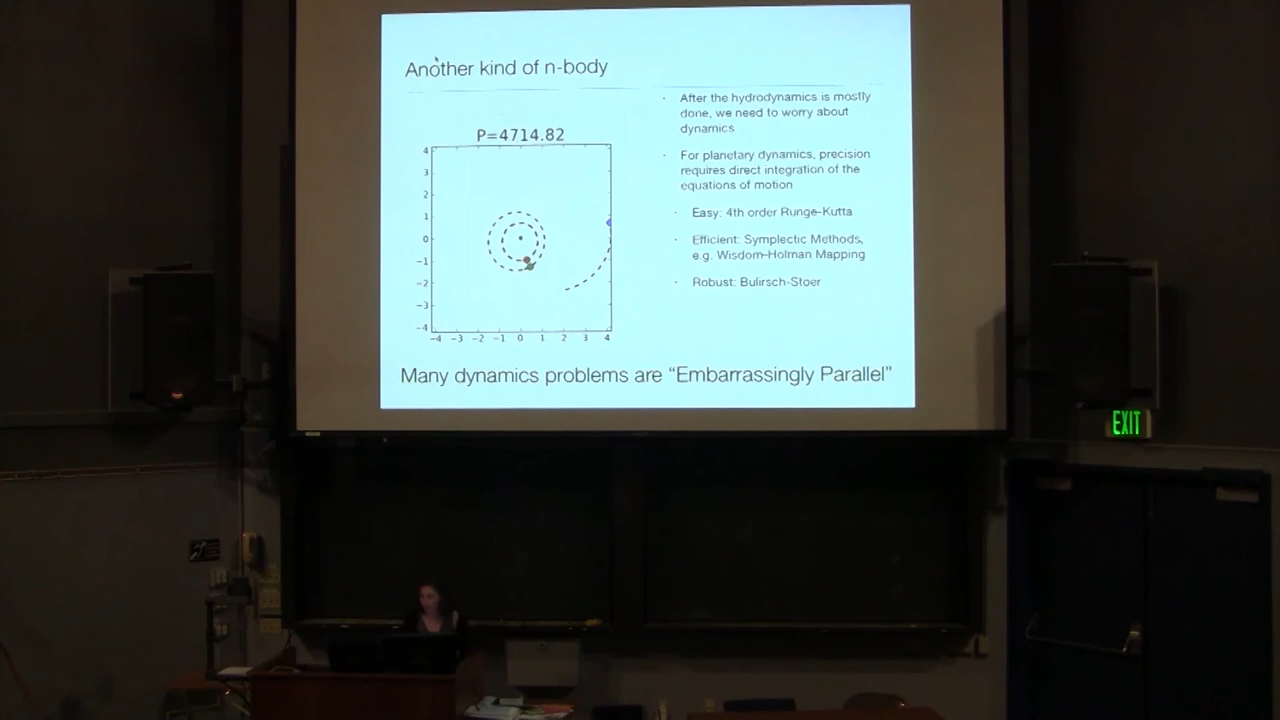 Another kind of n-body
P=4714.82
4
3
2
1
0
−1
−2
−3
−4
−4 −3 −2 −1 0 1 2 3 4
· After the hydrodynamics is mostly
done, we need to worry about
dynamics
· For planetary dynamics, precision
requires direct integration of the
equations of motion
· Easy: 4th order Runge-Kutta
· Efficient: Symplectic Methods,
e.g. Wisdom-Holman Mapping
· Robust: Bulirsch-Stoer
Many dynamics problems are “Embarrassingly Parallel”
EXIT